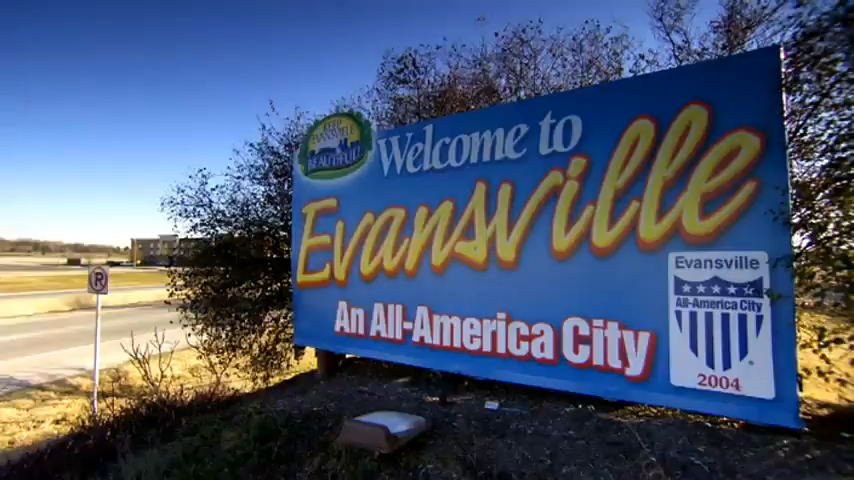 KEEP
EVANSVILLE
BEAUTIFUL!
Welcome to
Evansville
An All-America City
Evansville
All-America City
2004
P